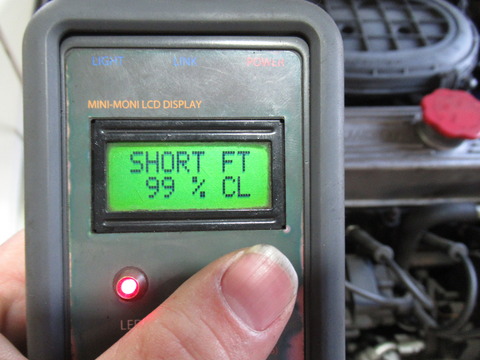 LIGHT LINK POWER
MINI-MONI LCD DISPLAY
SHORT FT
99 % CL